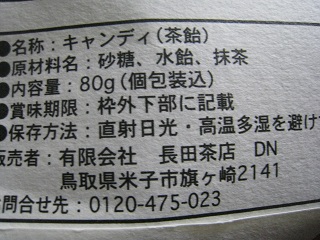 ●名称：キャンディ(茶飴)
●原材料名：砂糖、水飴、抹茶
●内容量：80g(個包装込)
●賞味期限：枠外下部に記載
●保存方法：直射日光・高温多湿を避け
販売者：有限会社 長田茶店 DN
鳥取県米子市旗ヶ崎2141
お問合せ先：0120-475-023